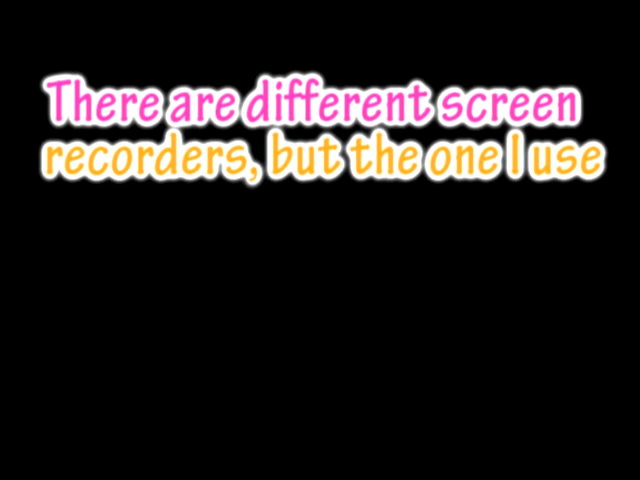 There are different screen
recorders, but the one I use